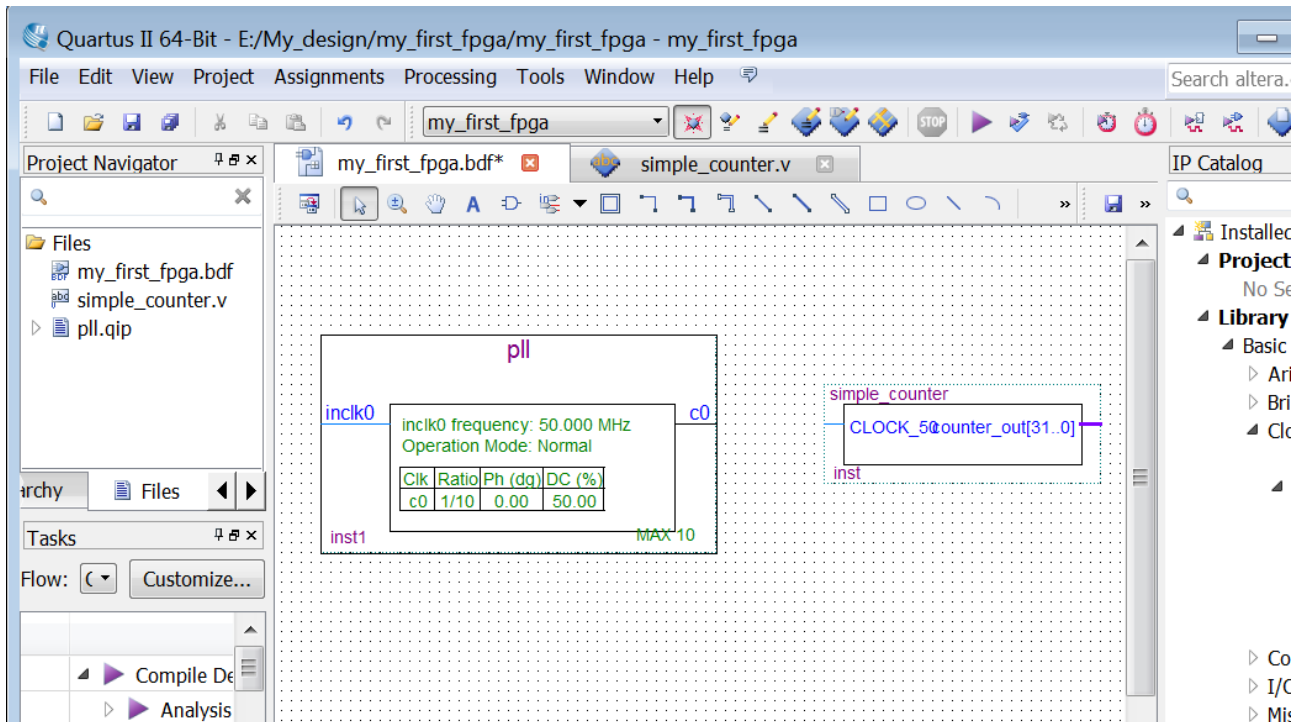 Quartus II 64-Bit - E:/My_design/my_first_fpga/my_first_fpga - my_first_fpga
File Edit View Project Assignments Processing Tools Window Help
Search altera.
my_first_fpga
STOP
Project Navigator
my_first_fpga.bdf*
abc simple_counter.v
IP Catalog
A
Files
my_first_fpga.bdf
simple_counter.v
pll.qip
Files
Tasks
Flow:
Customize...
Compile De
Analysis
pll
inclk0
c0
inclk0 frequency: 50.000 MHz
Operation Mode: Normal
Clk Ratio Ph (dg) DC (%)
c0 1/10 0.00 50.00
inst1
MAX 10
simple_counter
CLOCK_50 counter_out[31..0]
inst
Installed
Project
No Se
Library
Basic
Ari
Bri
Clo
Co
I/O
Mis